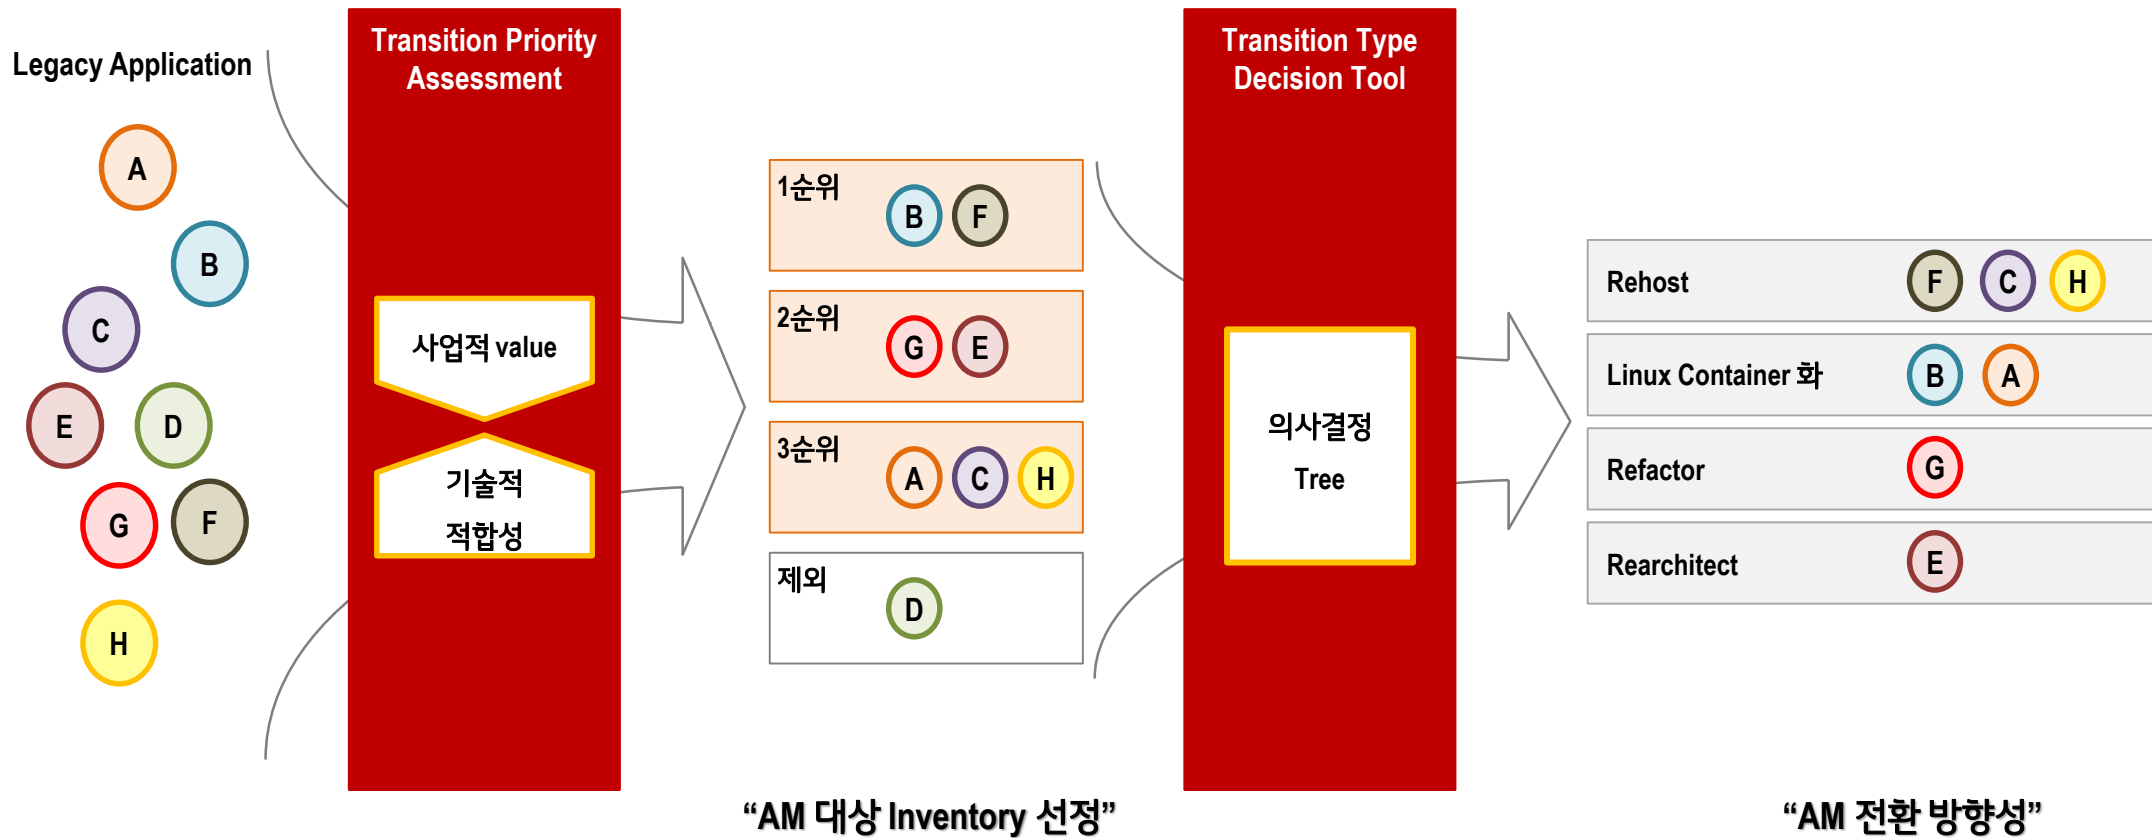 Legacy Application
A
B
C
E
D
G
F
H
Transition Priority
Assessment
사업적 value
기술적
적합성
1순위
B
F
2순위
G
E
3순위
A
C
H
제외
D
“AM 대상 Inventory 선정”
Transition Type
Decision Tool
의사결정
Tree
Rehost
F
C
H
Linux Container 화
B
A
Refactor
G
Rearchitect
E
“AM 전환 방향성”